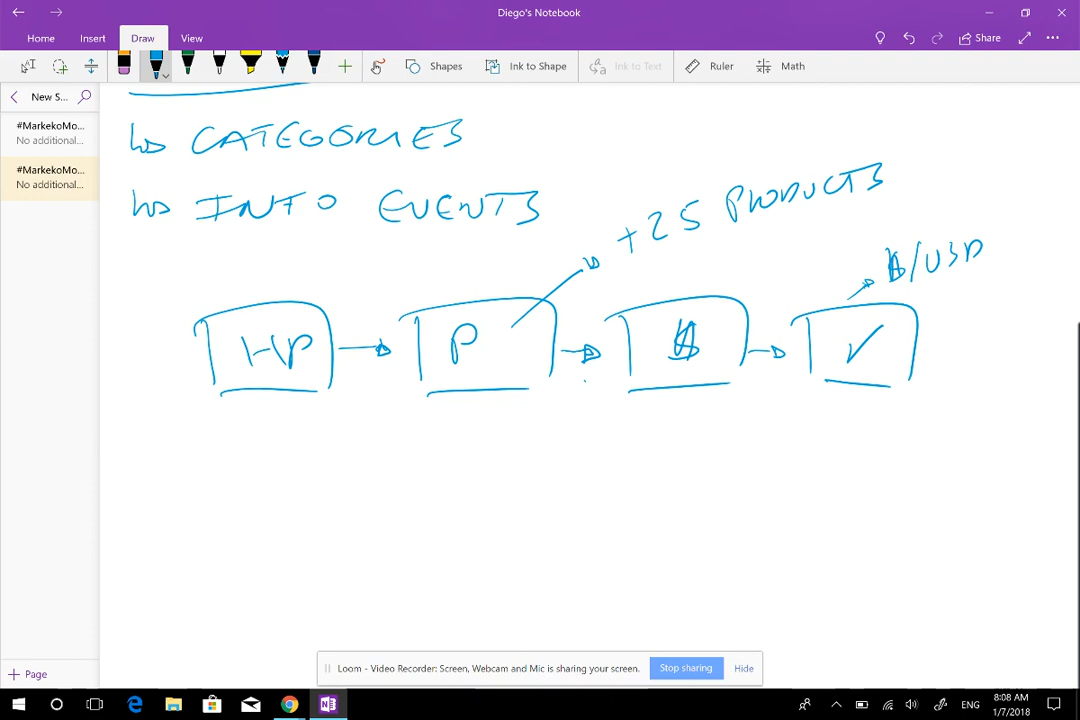 Diego's Notebook
Home Insert Draw View
Share
Shapes Ink to Shape Ink to Text Ruler Math
New S...
#MarkekoMo...
No additional...
#MarkekoMo...
No additional...
CATEGORIES
INFO EVENTS
+25 PRODUCTS
$/USD
HP P $ ✓
Loom - Video Recorder: Screen, Webcam and Mic is sharing your screen. Stop sharing Hide
+ Page
ENG
8:08 AM
1/7/2018